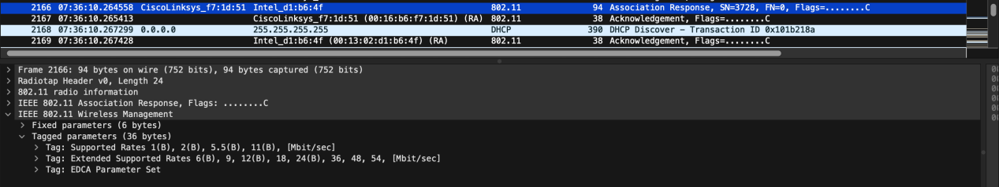 2166 07:36:10.264558 CiscoLinksys_f7:1d:51 Intel_d1:b6:4f 802.11 94 Association Response, SN=3728, FN=0, Flags=........C
2167 07:36:10.265413 CiscoLinksys_f7:1d:51 (00:16:b6:f7:1d:51) (RA) 802.11 38 Acknowledgement, Flags=........C
2168 07:36:10.267299 0.0.0.0 255.255.255.255 DHCP 390 DHCP Discover – Transaction ID 0x101b218a
2169 07:36:10.267428 Intel_d1:b6:4f (00:13:02:d1:b6:4f) (RA) 802.11 38 Acknowledgement, Flags=........C
Frame 2166: 94 bytes on wire (752 bits), 94 bytes captured (752 bits)
Radiotap Header v0, Length 24
802.11 radio information
IEEE 802.11 Association Response, Flags: ........C
IEEE 802.11 Wireless Management
Fixed parameters (6 bytes)
Tagged parameters (36 bytes)
Tag: Supported Rates 1(B), 2(B), 5.5(B), 11(B), [Mbit/sec]
Tag: Extended Supported Rates 6(B), 9, 12(B), 18, 24(B), 36, 48, 54, [Mbit/sec]
Tag: EDCA Parameter Set